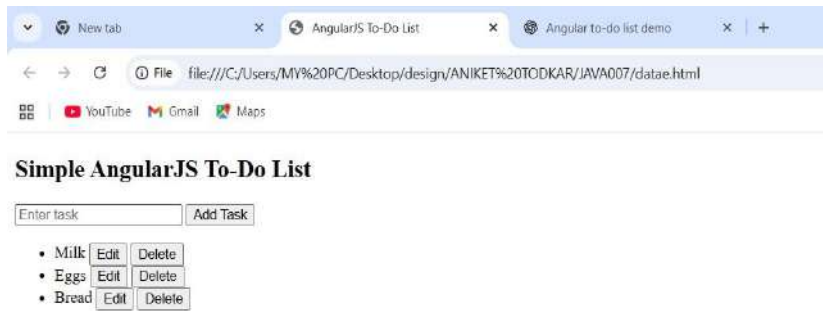 New tab AngularJS To-Do List Angular to-do list demo
File file:///C:/Users/MY%20PC/Desktop/design/ANIKET%20TODKAR/JAVA007/datae.html
YouTube Gmail Maps
Simple AngularJS To-Do List
Enter task Add Task
Milk Edit Delete
Eggs Edit Delete
Bread Edit Delete